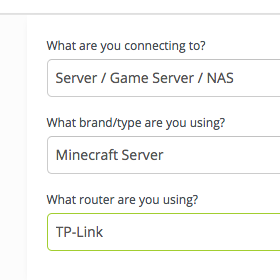 What are you connecting to?
Server / Game Server / NAS
What brand/type are you using?
Minecraft Server
What router are you using?
TP-Link